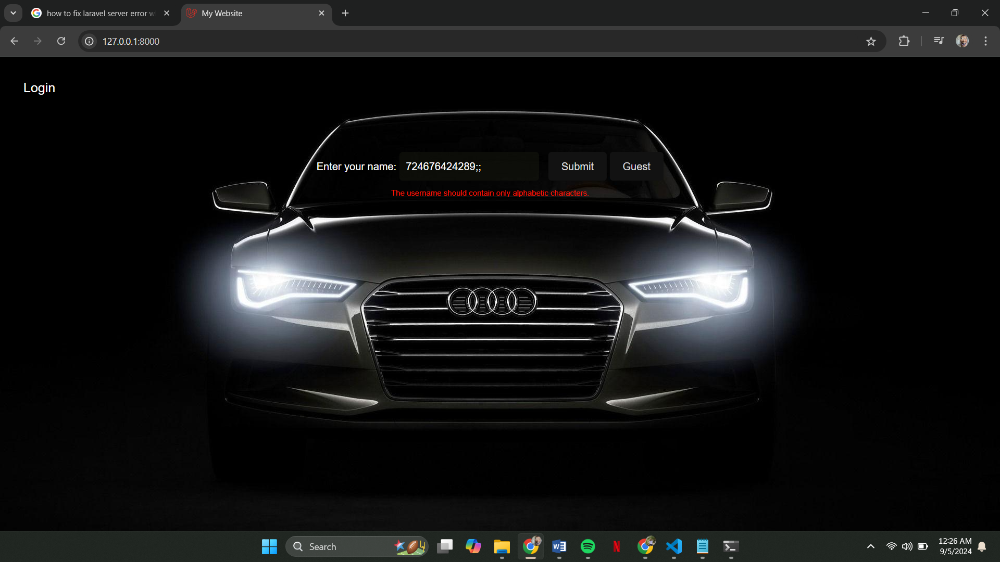 how to fix laravel server error w
My Website
127.0.0.1:8000
Login
Enter your name: 724676424289;; Submit Guest
The username should contain only alphabetic characters.
Search
12:26 AM
9/5/2024